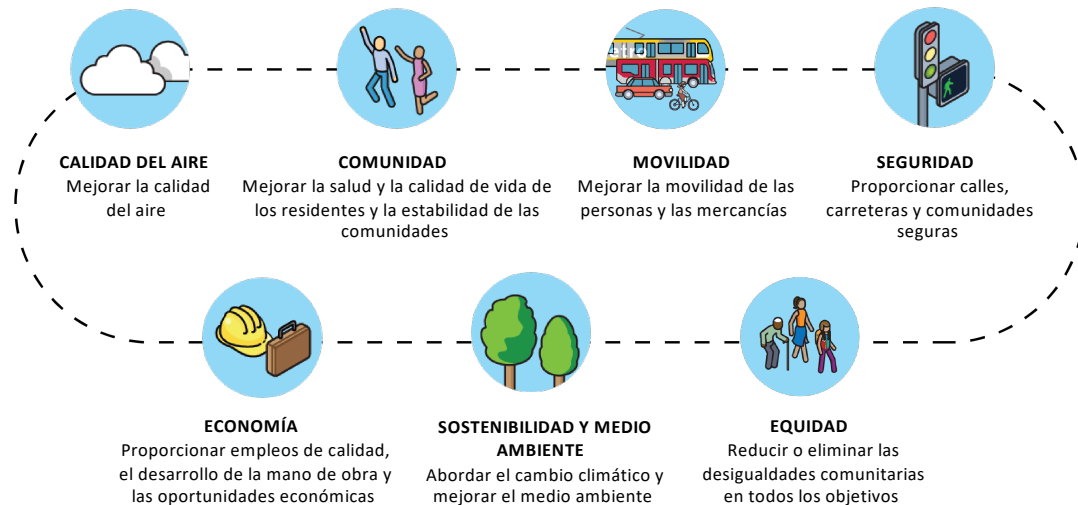 etro
CALIDAD DEL AIRE
Mejorar la calidad
del aire
COMUNIDAD
Mejorar la salud y la calidad de vida de
los residentes y la estabilidad de las
comunidades
MOVILIDAD
Mejorar la movilidad de las
personas y las mercancías
SEGURIDAD
Proporcionar calles,
carreteras y comunidades
seguras
ECONOMÍA
Proporcionar empleos de calidad,
el desarrollo de la mano de obra y
las oportunidades económicas
SOSTENIBILIDAD Y MEDIO
AMBIENTE
Abordar el cambio climático y
mejorar el medio ambiente
EQUIDAD
Reducir o eliminar las
desigualdades comunitarias
en todos los objetivos